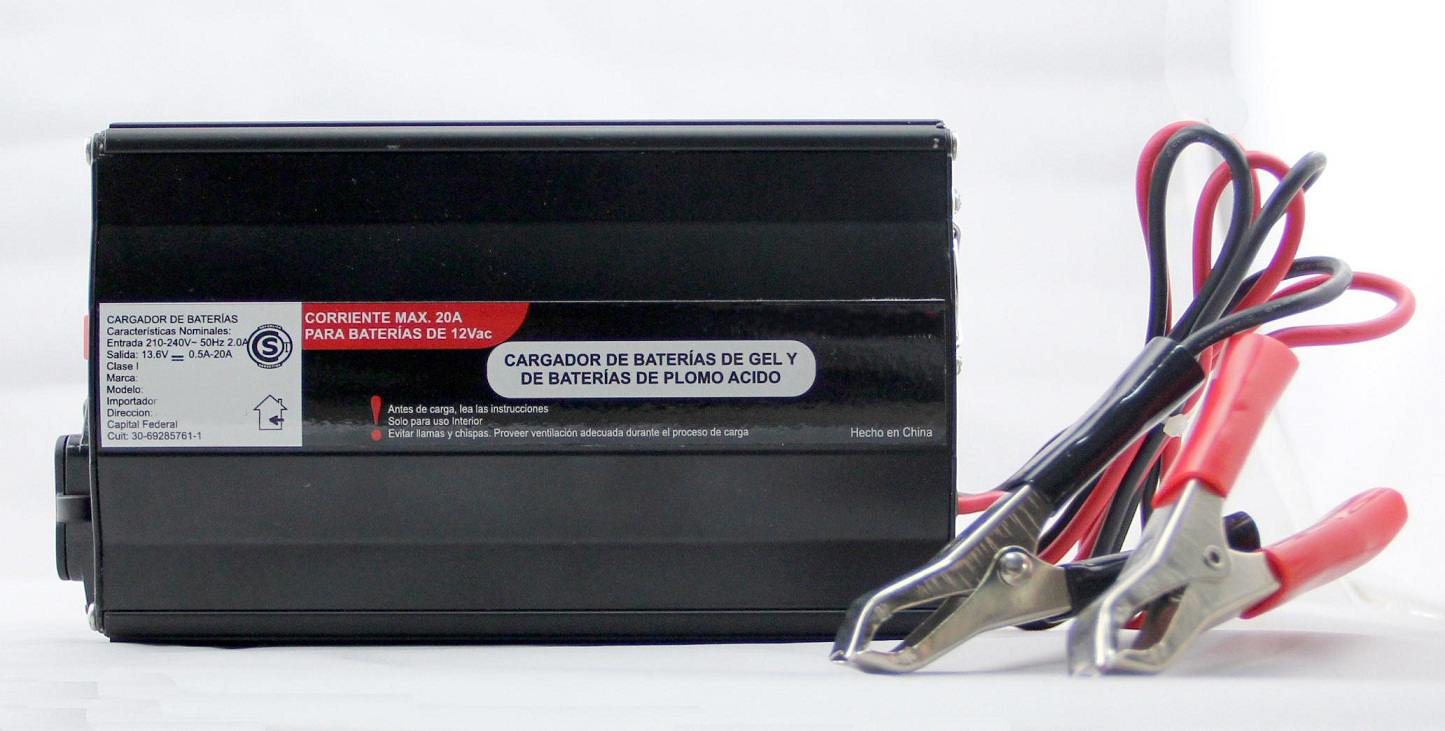 CARGADOR DE BATERÍAS
Características Nominales:
Entrada 210-240V~ 50Hz 2.0A
Salida: 13.6V ⎓ 0.5A-20A
Clase I
Marca:
Modelo:
Importador
Direccion:
Capital Federal
Cuit: 30-69285761-1
CORRIENTE MAX. 20A
PARA BATERÍAS DE 12Vac
CARGADOR DE BATERÍAS DE GEL Y
DE BATERÍAS DE PLOMO ACIDO
Antes de carga, lea las instrucciones
Solo para uso Interior
Evitar llamas y chispas. Proveer ventilación adecuada durante el proceso de carga
Hecho en China